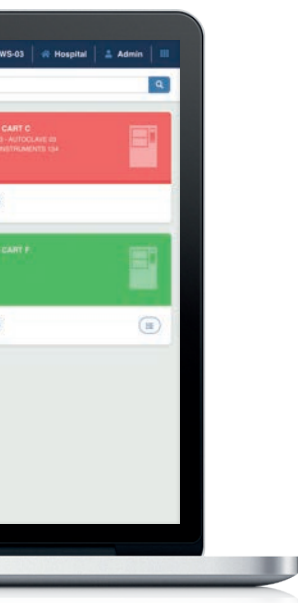 WS-03 Hospital Admin
CART C
- AUTOCLAVE 03
INSTRUMENTS 134
CART F